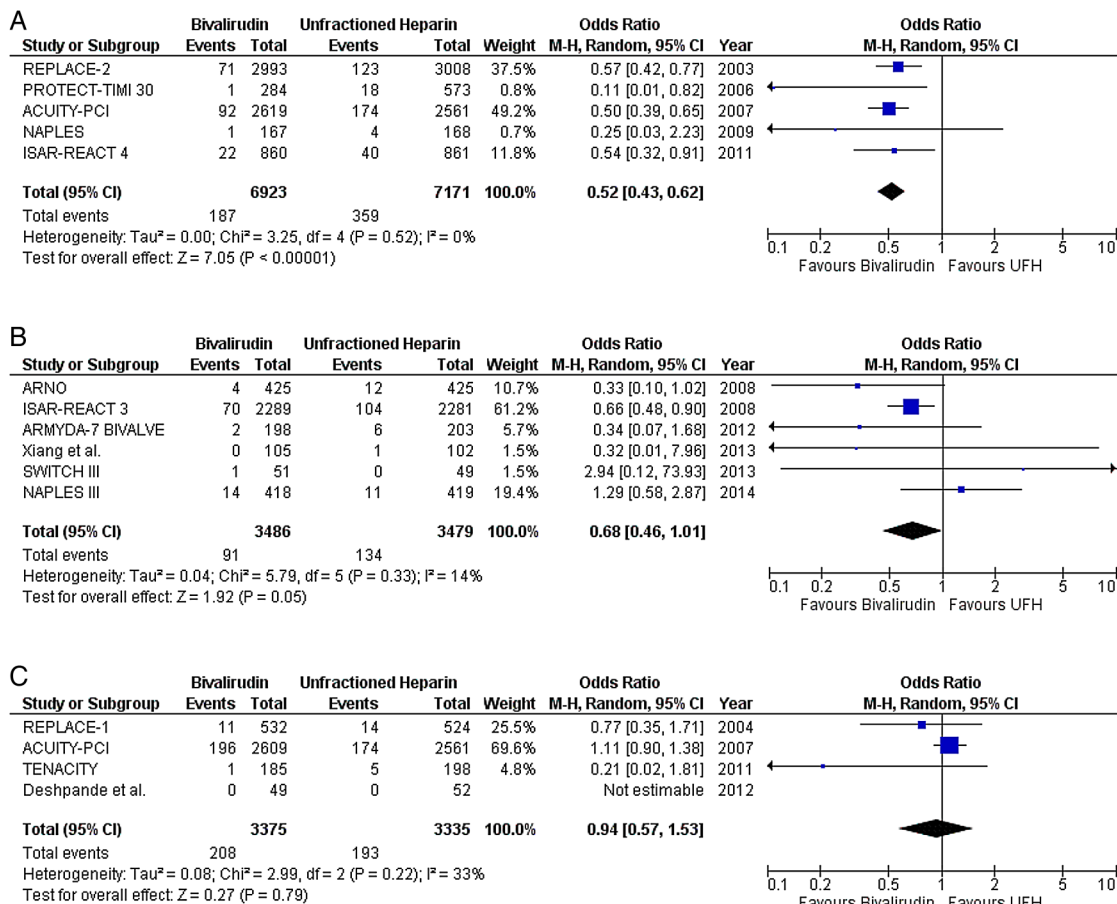 A
Bivalirudin Unfractioned Heparin Odds Ratio Odds Ratio
Study or Subgroup Events Total Events Total Weight M-H, Random, 95% CI Year M-H, Random, 95% CI
REPLACE-2 71 2993 123 3008 37.5% 0.57 [0.42, 0.77] 2003
PROTECT-TIMI 30 1 284 18 573 0.8% 0.11 [0.01, 0.82] 2006
ACUITY-PCI 92 2619 174 2561 49.2% 0.50 [0.39, 0.65] 2007
NAPLES 1 167 4 168 0.7% 0.25 [0.03, 2.23] 2009
ISAR-REACT 4 22 860 40 861 11.8% 0.54 [0.32, 0.91] 2011
Total (95% CI) 6923 7171 100.0% 0.52 [0.43, 0.62]
Total events 187 359
Heterogeneity: Tau² = 0.00; Chi² = 3.25, df = 4 (P = 0.52); I² = 0%
Test for overall effect: Z = 7.05 (P < 0.00001)
0.1 0.2 0.5 1 2 5 10
Favours Bivalirudin Favours UFH
B
Bivalirudin Unfractioned Heparin Odds Ratio Odds Ratio
Study or Subgroup Events Total Events Total Weight M-H, Random, 95% CI Year M-H, Random, 95% CI
ARNO 4 425 12 425 10.7% 0.33 [0.10, 1.02] 2008
ISAR-REACT 3 70 2289 104 2281 61.2% 0.66 [0.48, 0.90] 2008
ARMYDA-7 BIVALVE 2 198 6 203 5.7% 0.34 [0.07, 1.68] 2012
Xiang et al. 0 105 1 102 1.5% 0.32 [0.01, 7.96] 2013
SWITCH III 1 51 0 49 1.5% 2.94 [0.12, 73.93] 2013
NAPLES III 14 418 11 419 19.4% 1.29 [0.58, 2.87] 2014
Total (95% CI) 3486 3479 100.0% 0.68 [0.46, 1.01]
Total events 91 134
Heterogeneity: Tau² = 0.04; Chi² = 5.79, df = 5 (P = 0.33); I² = 14%
Test for overall effect: Z = 1.92 (P = 0.05)
0.1 0.2 0.5 1 2 5 10
Favours Bivalirudin Favours UFH
C
Bivalirudin Unfractioned Heparin Odds Ratio Odds Ratio
Study or Subgroup Events Total Events Total Weight M-H, Random, 95% CI Year M-H, Random, 95% CI
REPLACE-1 11 532 14 524 25.5% 0.77 [0.35, 1.71] 2004
ACUITY-PCI 196 2609 174 2561 69.6% 1.11 [0.90, 1.38] 2007
TENACITY 1 185 5 198 4.8% 0.21 [0.02, 1.81] 2011
Deshpande et al. 0 49 0 52 Not estimable 2012
Total (95% CI) 3375 3335 100.0% 0.94 [0.57, 1.53]
Total events 208 193
Heterogeneity: Tau² = 0.08; Chi² = 2.99, df = 2 (P = 0.22); I² = 33%
Test for overall effect: Z = 0.27 (P = 0.79)
0.1 0.2 0.5 1 2 5 10
Favours Bivalirudin Favours UFH